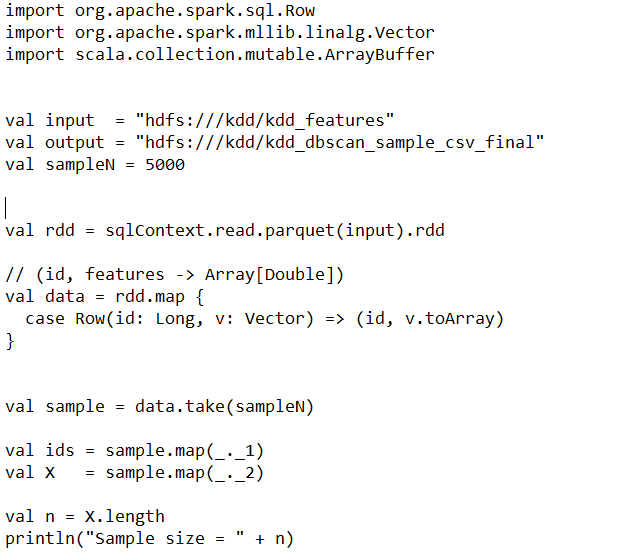 import org.apache.spark.sql.Row
import org.apache.spark.mllib.linalg.Vector
import scala.collection.mutable.ArrayBuffer
val input  = "hdfs:///kdd/kdd_features"
val output = "hdfs:///kdd/kdd_dbscan_sample_csv_final"
val sampleN = 5000
val rdd = sqlContext.read.parquet(input).rdd
// (id, features -> Array[Double])
val data = rdd.map {
  case Row(id: Long, v: Vector) => (id, v.toArray)
}
val sample = data.take(sampleN)
val ids = sample.map(_._1)
val X   = sample.map(_._2)
val n = X.length
println("Sample size = " + n)